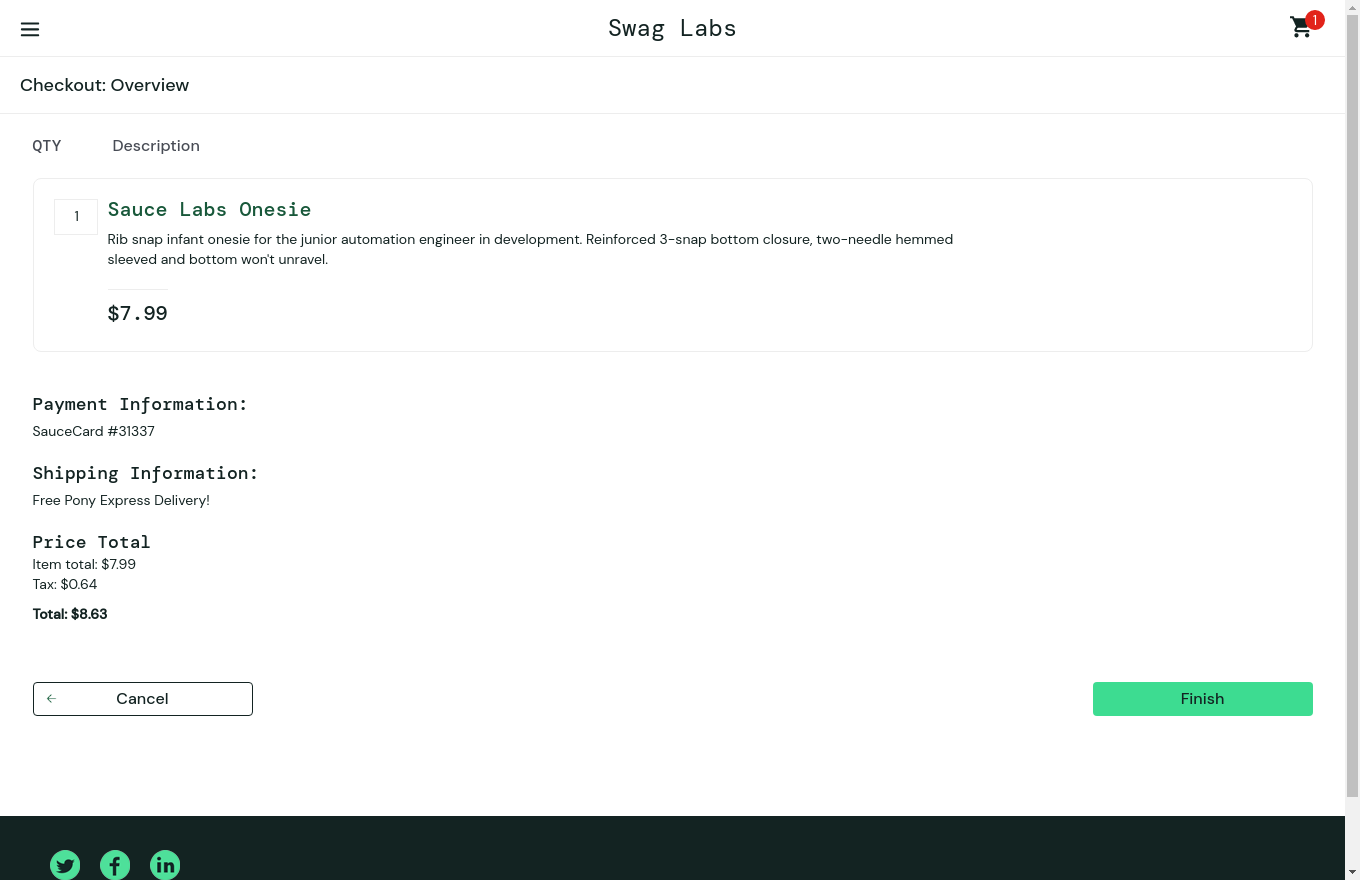 Swag Labs
1
Checkout: Overview
QTY Description
1
Sauce Labs Onesie
Rib snap infant onesie for the junior automation engineer in development. Reinforced 3-snap bottom closure, two-needle hemmed
sleeved and bottom won't unravel.
$7.99
Payment Information:
SauceCard #31337
Shipping Information:
Free Pony Express Delivery!
Price Total
Item total: $7.99
Tax: $0.64
Total: $8.63
Cancel
Finish